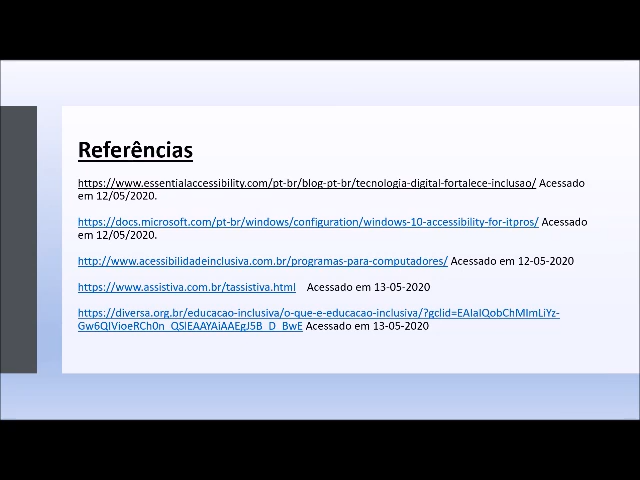 Referências
https://www.essentialaccessibility.com/pt-br/blog-pt-br/tecnologia-digital-fortalece-inclusao/ Acessado
em 12/05/2020.
https://docs.microsoft.com/pt-br/windows/configuration/windows-10-accessibility-for-itpros/ Acessado
em 12/05/2020.
http://www.acessibilidadeinclusiva.com.br/programas-para-computadores/ Acessado em 12-05-2020
https://www.assistiva.com.br/tassistiva.html Acessado em 13-05-2020
https://diversa.org.br/educacao-inclusiva/o-que-e-educacao-inclusiva/?gclid=EAIaIQobChMImLiYz-
Gw6QIVioeRCh0n_QSIEAAYAiAAEgJ5B_D_BwE Acessado em 13-05-2020